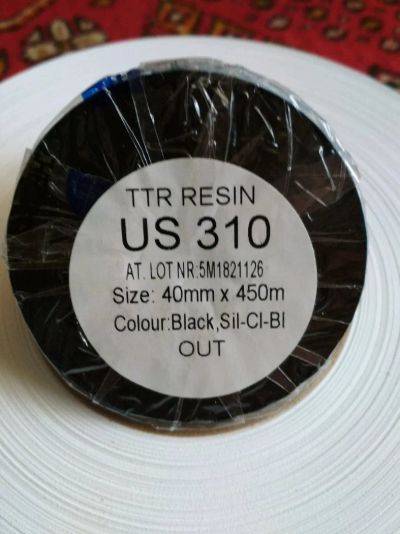 TTR RESIN
US 310
AT. LOT NR:5M1821126
Size: 40mm x 450m
Colour:Black,Sil-Cl-Bl
OUT